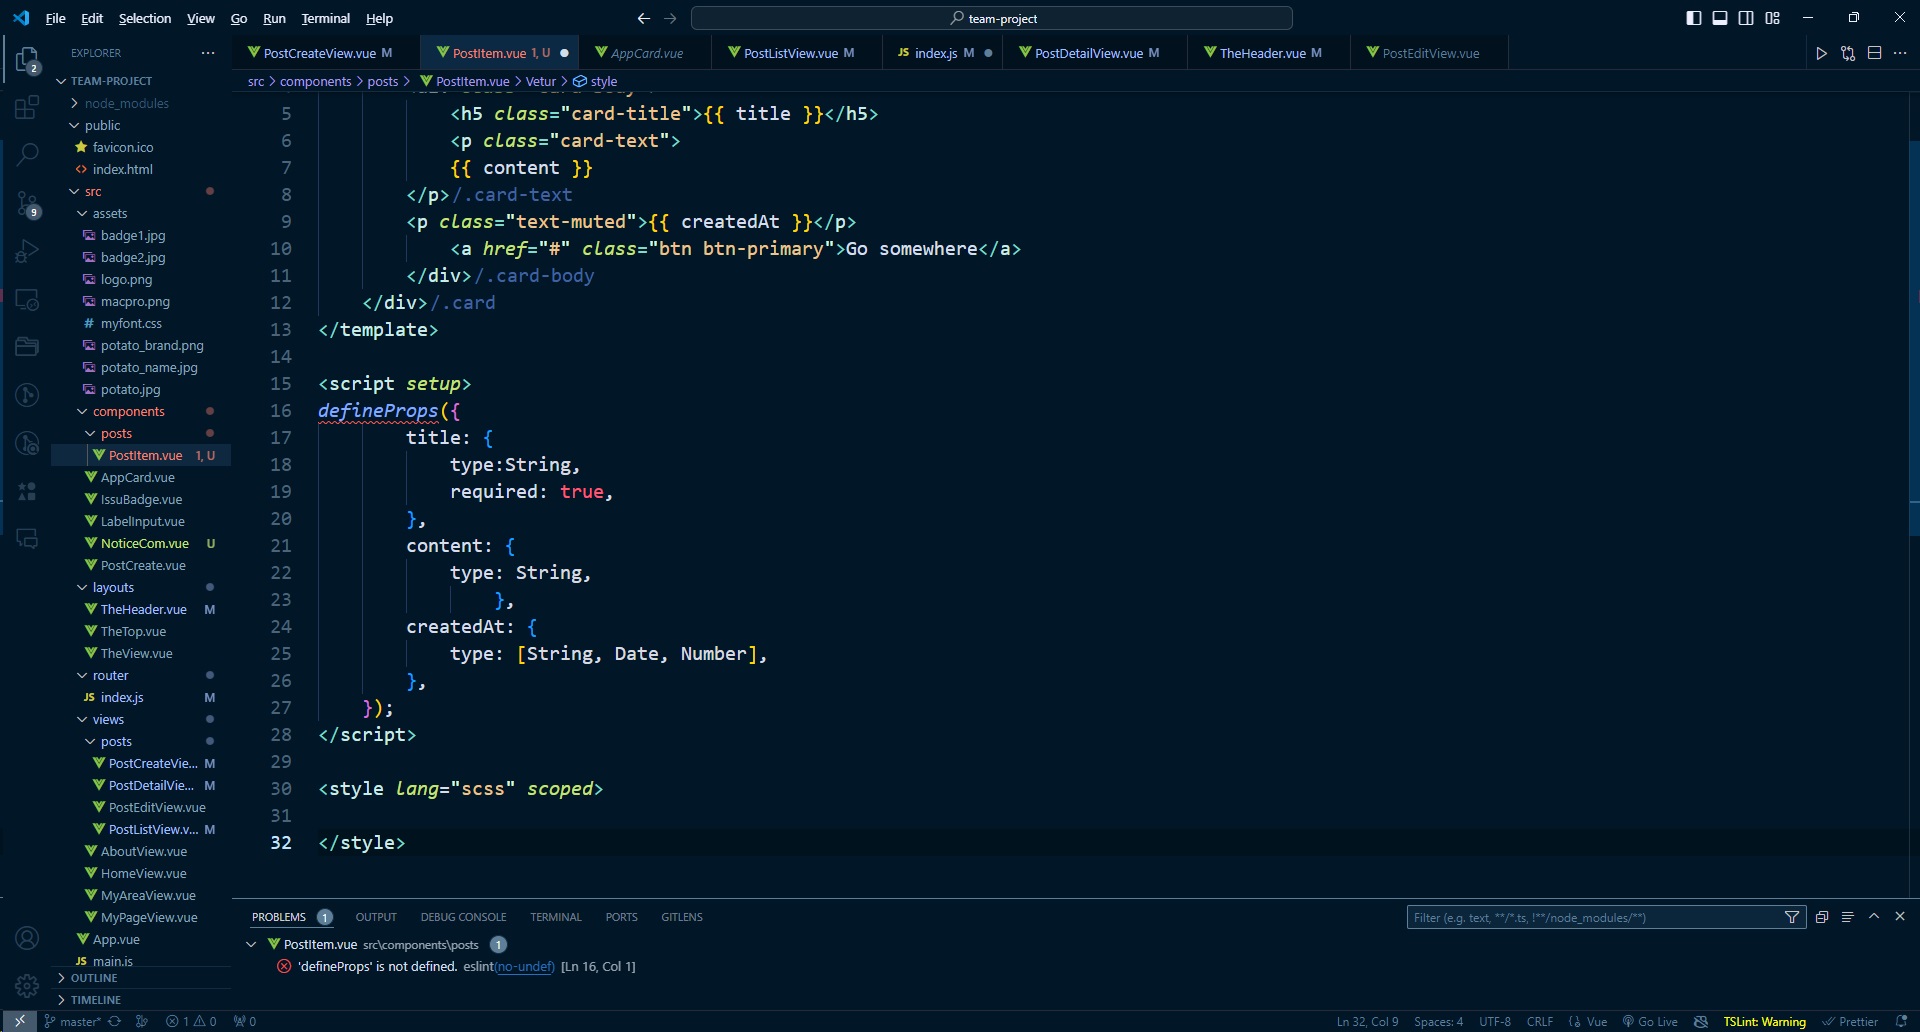 File Edit Selection View Go Run Terminal Help
team-project
EXPLORER
PostCreateView.vue M
PostItem.vue 1, U
AppCard.vue
PostListView.vue M
JS index.js M
PostDetailView.vue M
TheHeader.vue M
PostEditView.vue
src > components > posts > PostItem.vue > Vetur > style
2
9
TEAM-PROJECT
node_modules
public
favicon.ico
index.html
src
assets
badge1.jpg
badge2.jpg
logo.png
macpro.png
# myfont.css
potato_brand.png
potato_name.jpg
potato.jpg
components
posts
PostItem.vue 1, U
AppCard.vue
IssuBadge.vue
LabelInput.vue
NoticeCom.vue U
PostCreate.vue
layouts
TheHeader.vue M
TheTop.vue
TheView.vue
router
JS index.js M
views
posts
PostCreateVie... M
PostDetailVie... M
PostEditView.vue
PostListView.v... M
AboutView.vue
HomeView.vue
MyAreaView.vue
MyPageView.vue
App.vue
JS main.js
OUTLINE
TIMELINE
5 <h5 class="card-title">{{ title }}</h5>
6 <p class="card-text">
7 {{ content }}
8 </p>/.card-text
9 <p class="text-muted">{{ createdAt }}</p>
10 <a href="#" class="btn btn-primary">Go somewhere</a>
11 </div>/.card-body
12 </div>/.card
13 </template>
14
15 <script setup>
16 defineProps({
17 title: {
18 type:String,
19 required: true,
20 },
21 content: {
22 type: String,
23 },
24 createdAt: {
25 type: [String, Date, Number],
26 },
27 });
28 </script>
29
30 <style lang="scss" scoped>
31
32 </style>
PROBLEMS 1 OUTPUT DEBUG CONSOLE TERMINAL PORTS GITLENS
Filter (e.g. text, **/*.ts, !**/node_modules/**)
PostItem.vue src\components\posts 1
'defineProps' is not defined. eslint(no-undef) [Ln 16, Col 1]
master* 1 0 0
Ln 32, Col 9 Spaces: 4 UTF-8 CRLF Vue Go Live TSLint: Warning Prettier